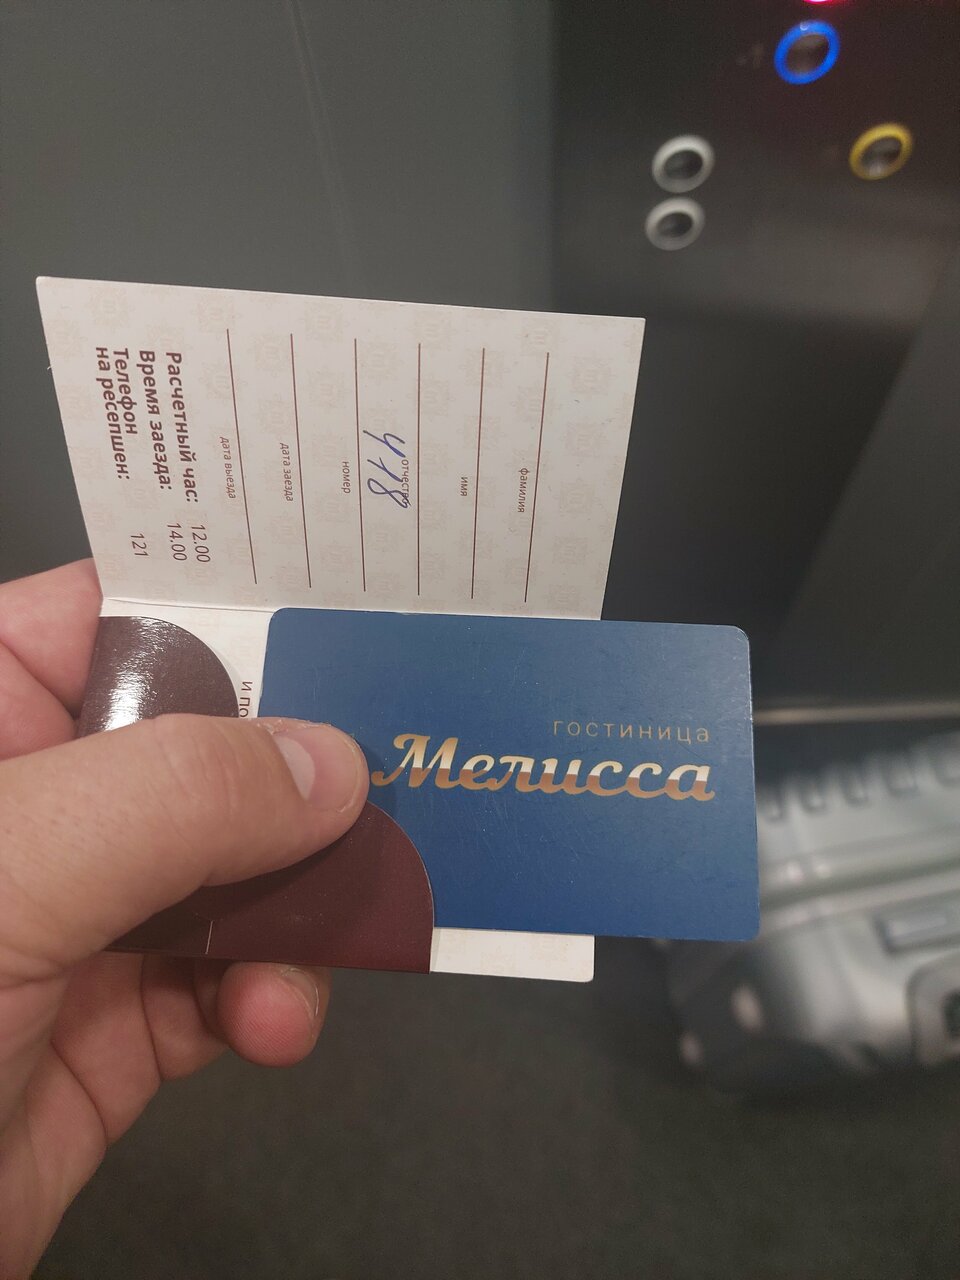 фамилия
имя
отчество
418
номер
дата заезда
дата выезда
Расчетный час: 12.00
Время заезда: 14.00
Телефон
на ресепшен: 121
гостиница
Мелисса